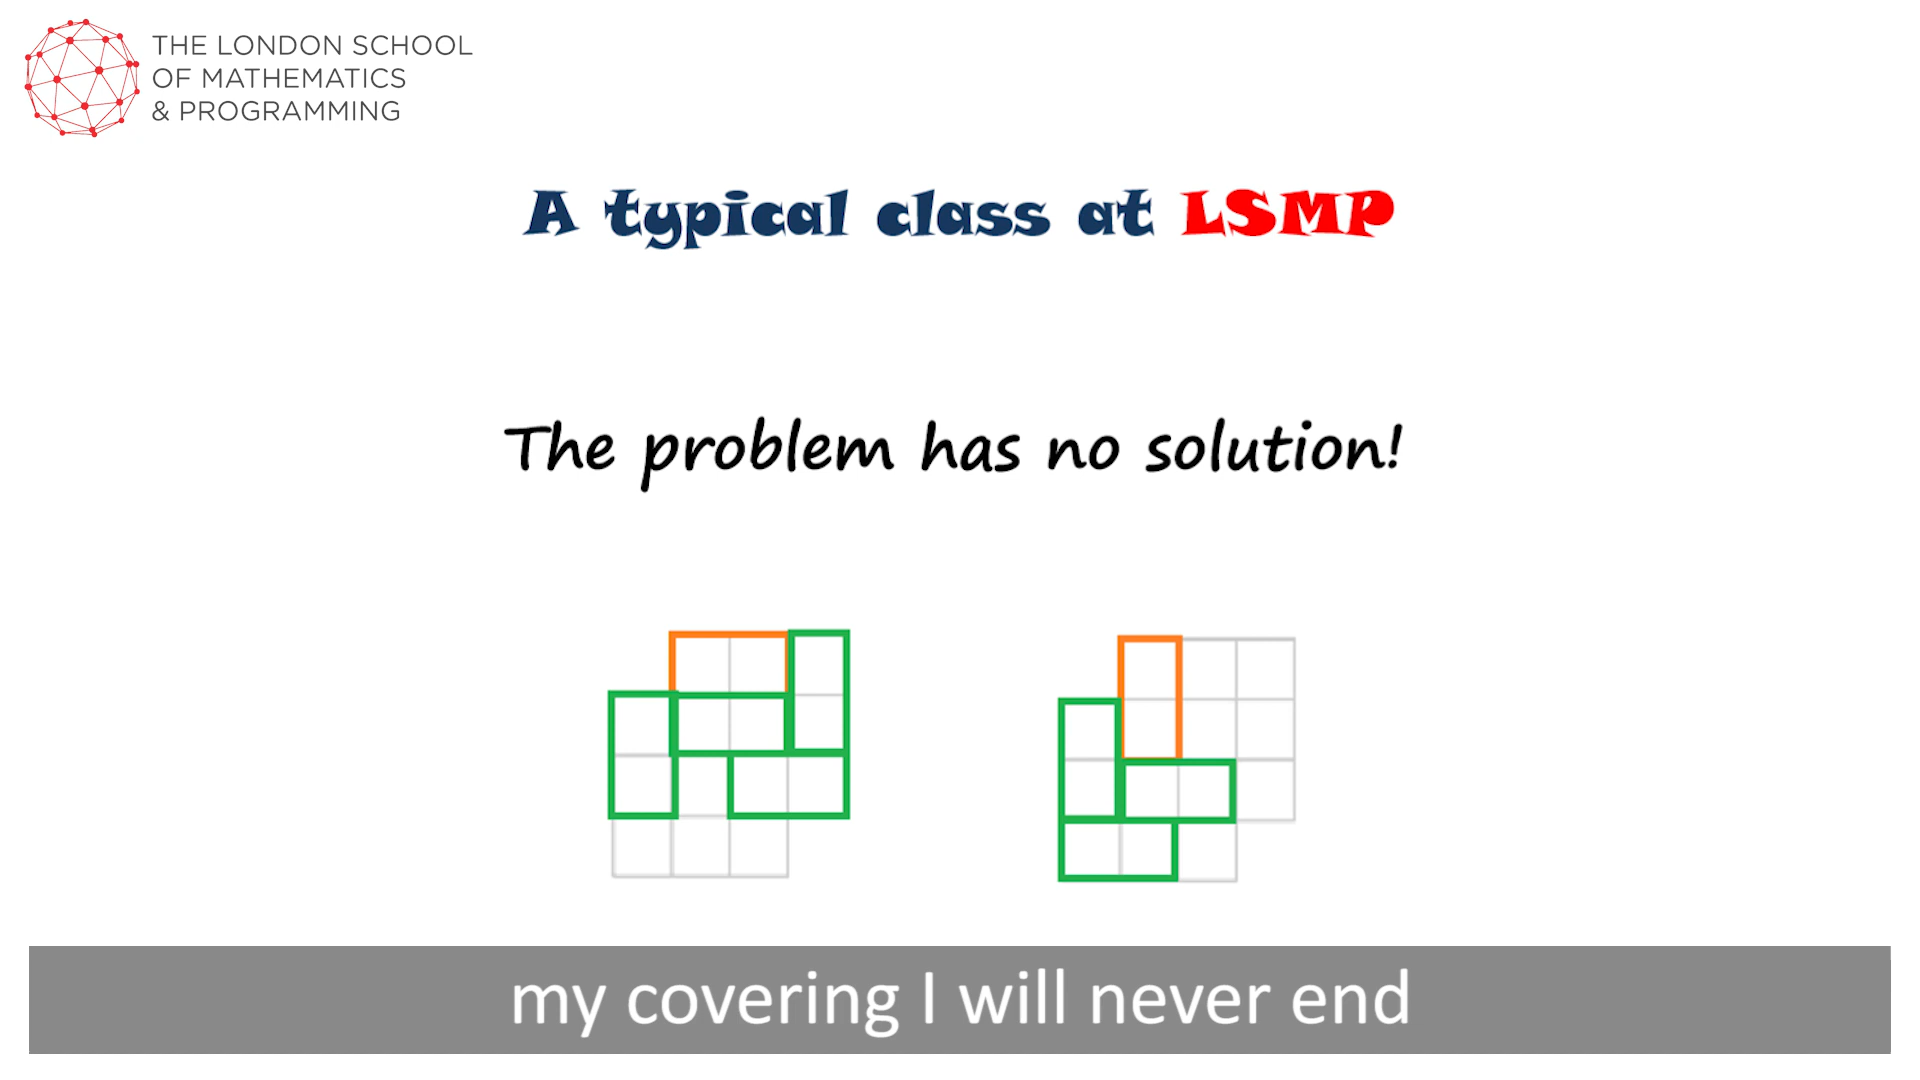 THE LONDON SCHOOL
OF MATHEMATICS
& PROGRAMMING
A typical class at LSMP
The problem has no solution!
my covering I will never end